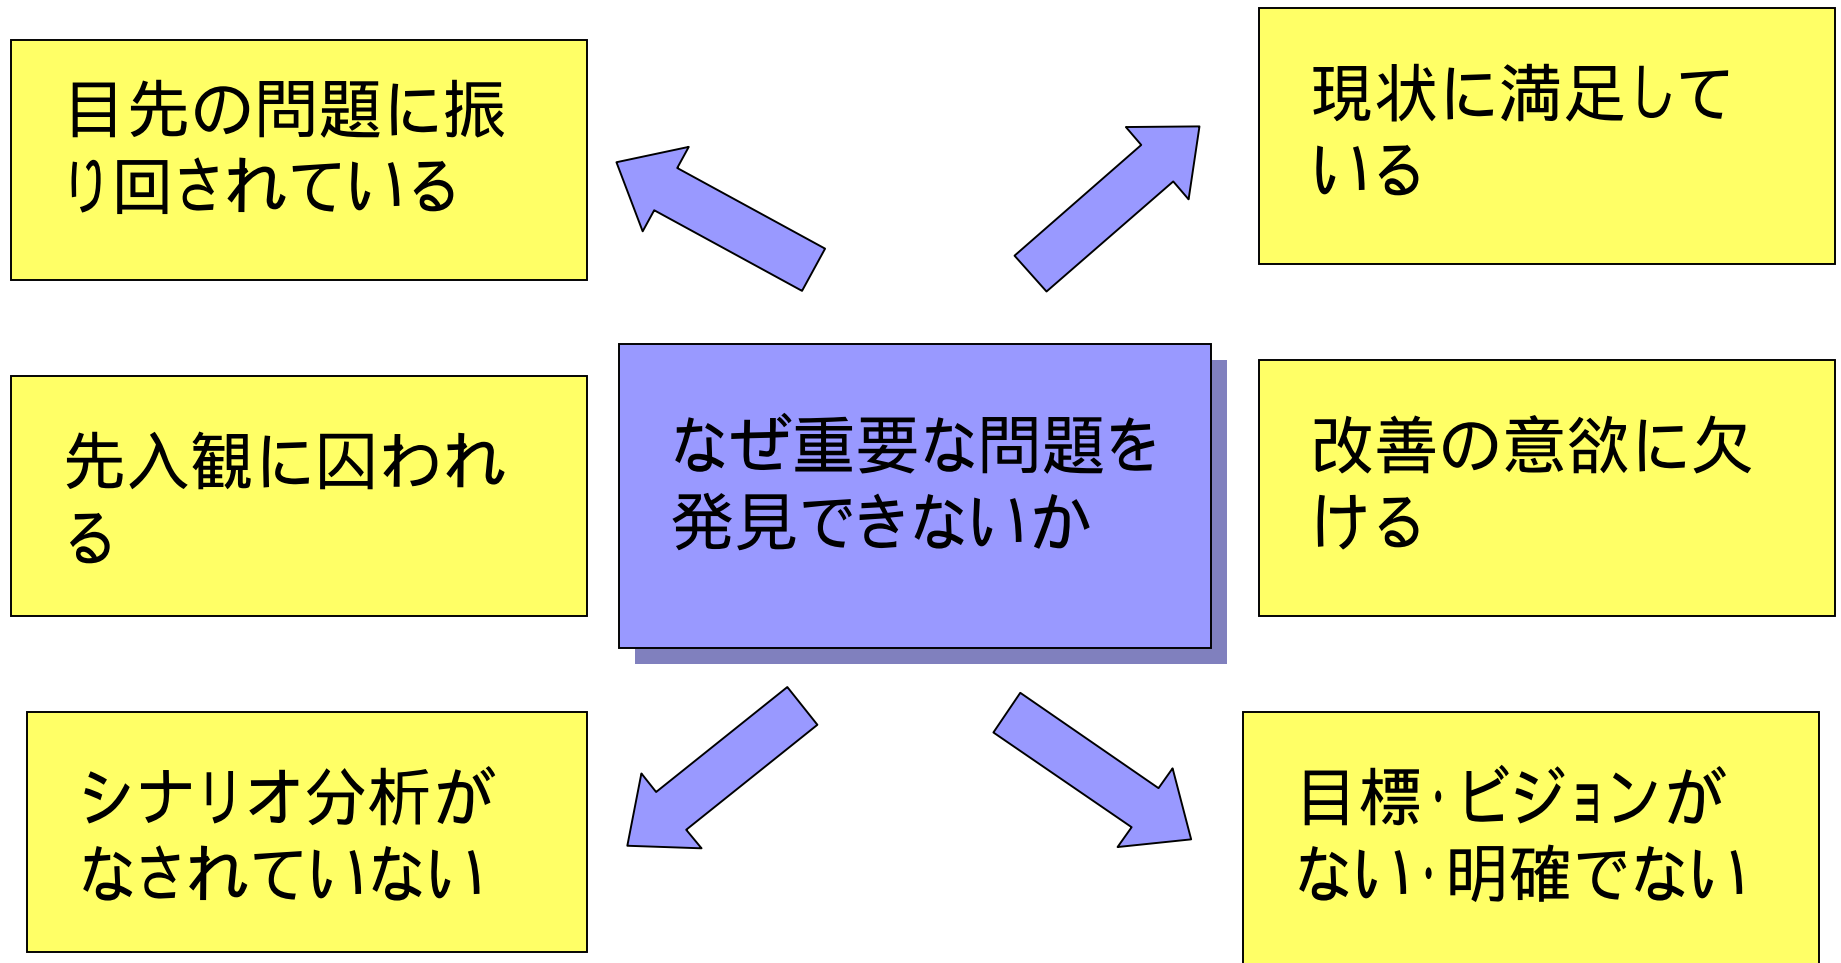 目先の問題に振
り回されている
現状に満足して
いる
先入観に囚われ
る
なぜ重要な問題を
発見できないか
改善の意欲に欠
ける
シナリオ分析が
なされていない
目標・ビジョンが
ない・明確でない